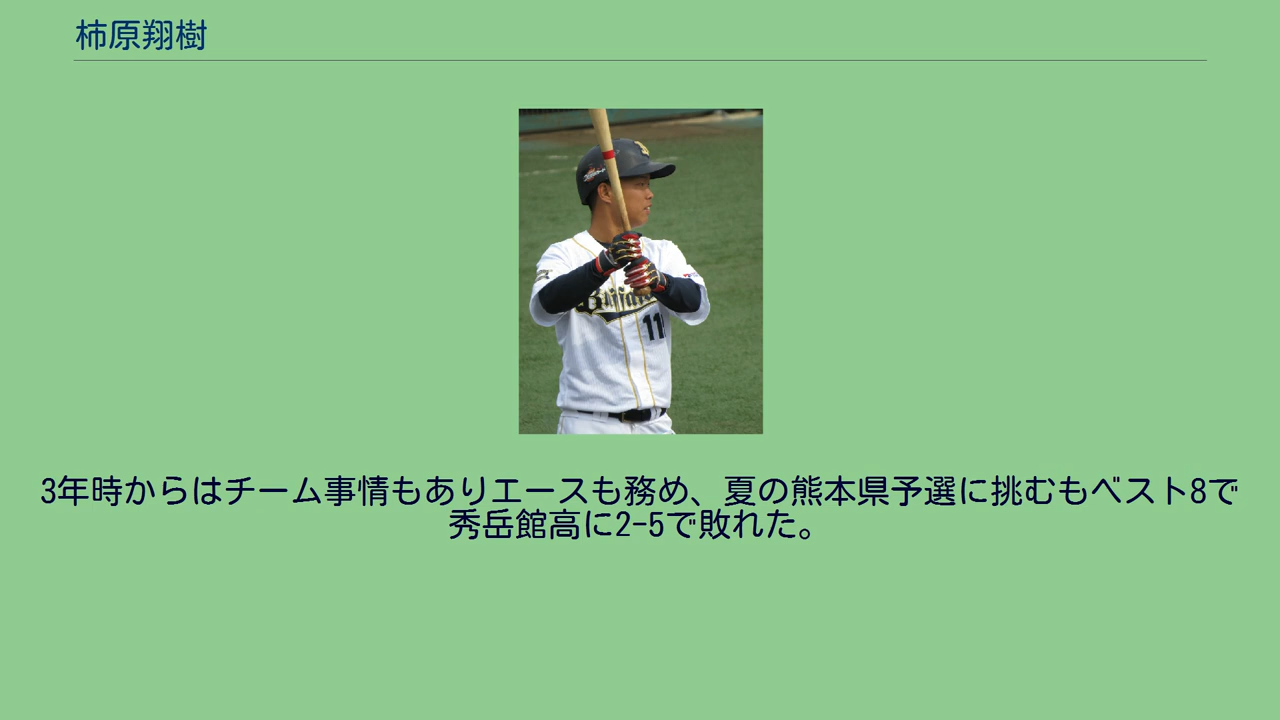 柿原翔樹
Buffaloes
11
3年時からはチーム事情もありエースも務め、夏の熊本県予選に挑むもベスト8で
秀岳館高に2-5で敗れた。